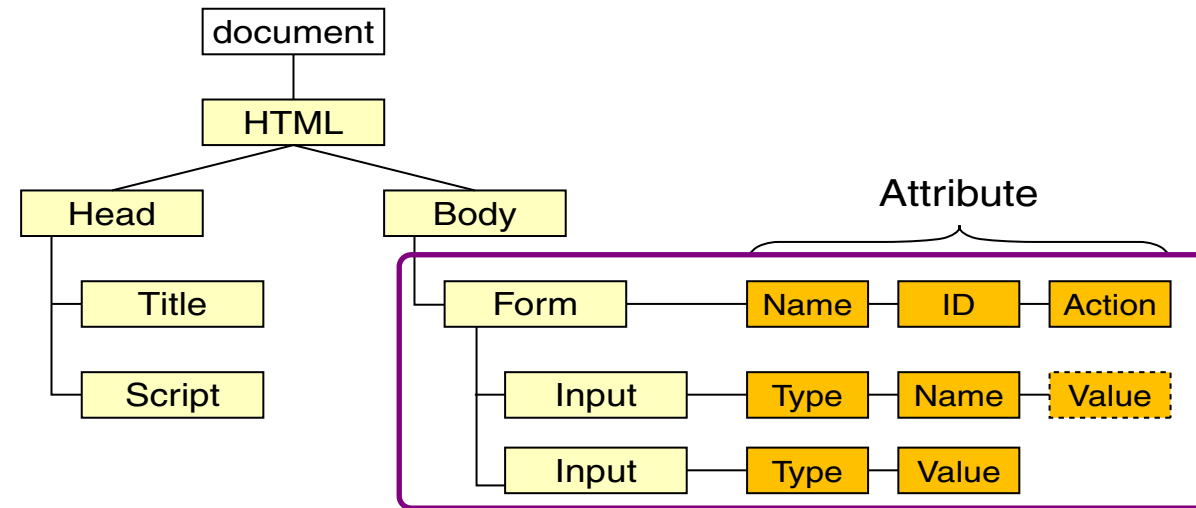 document
HTML
Head
Body
Attribute
Title
Form
Name
ID
Action
Script
Input
Type
Name
Value
Input
Type
Value